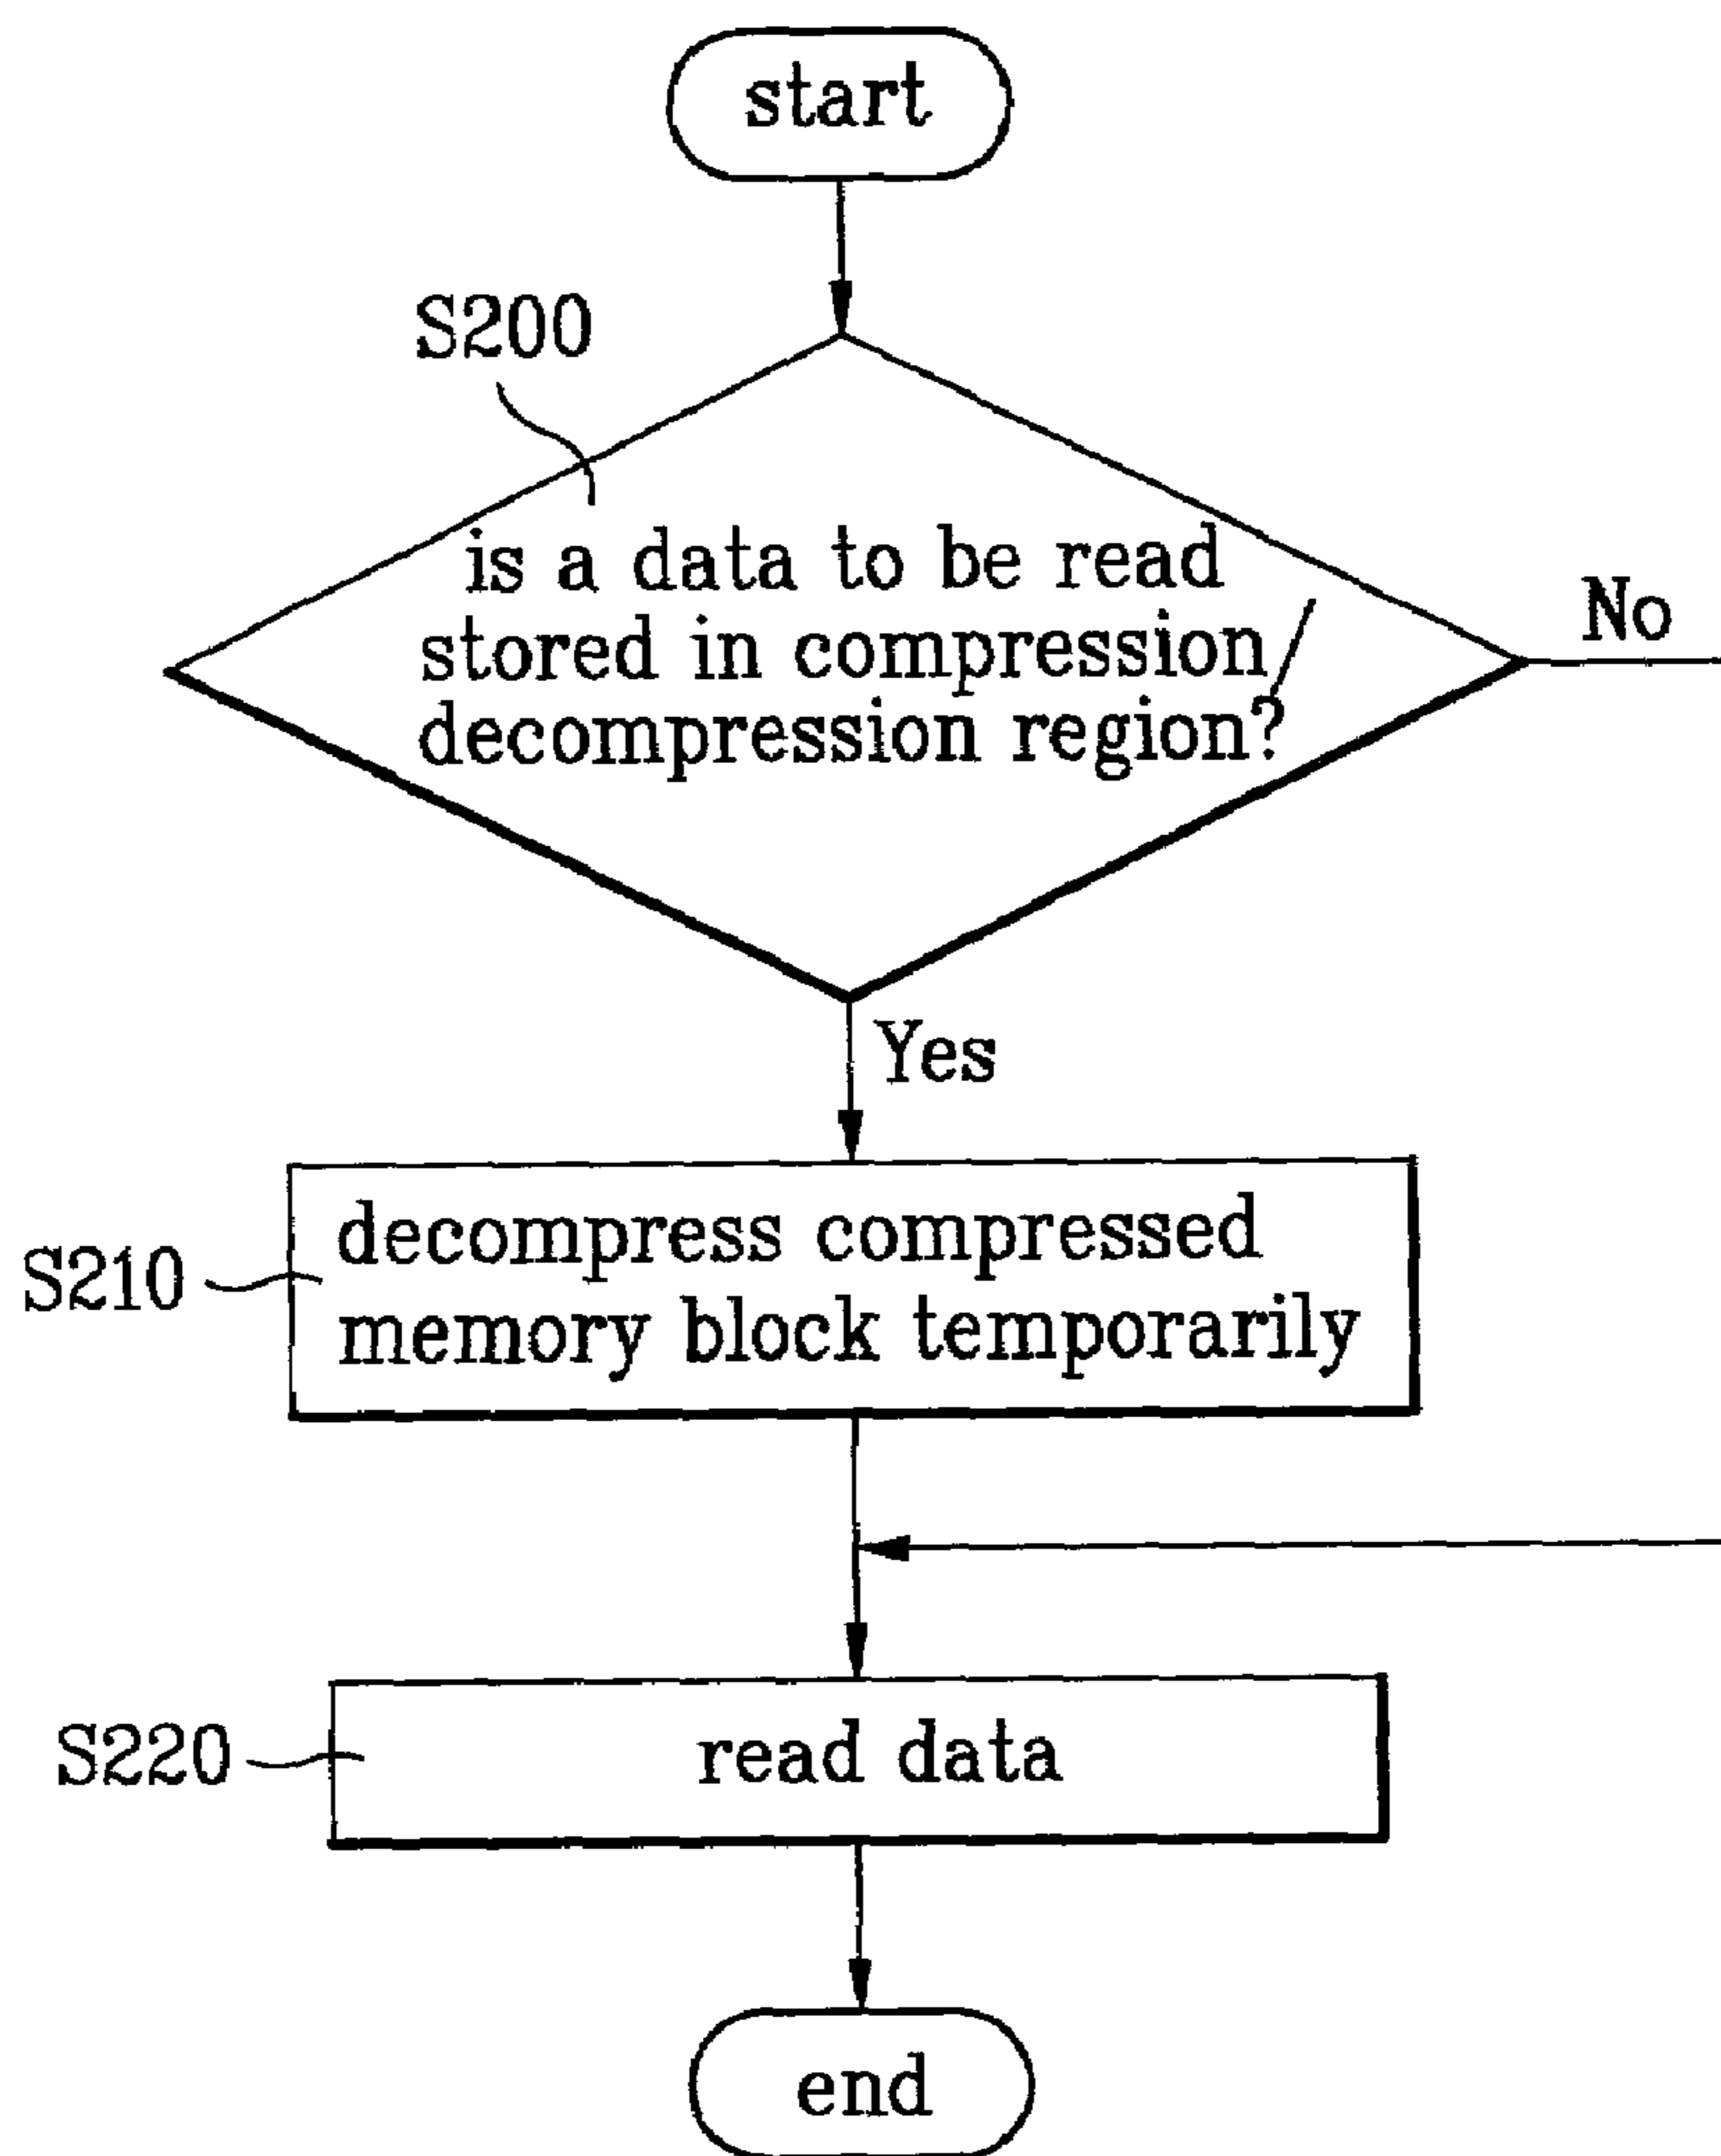 start
S200
is a data to be read
stored in compression/
decompression region?
No
Yes
S210
decompress compressed
memory block temporarily
S220
read data
end